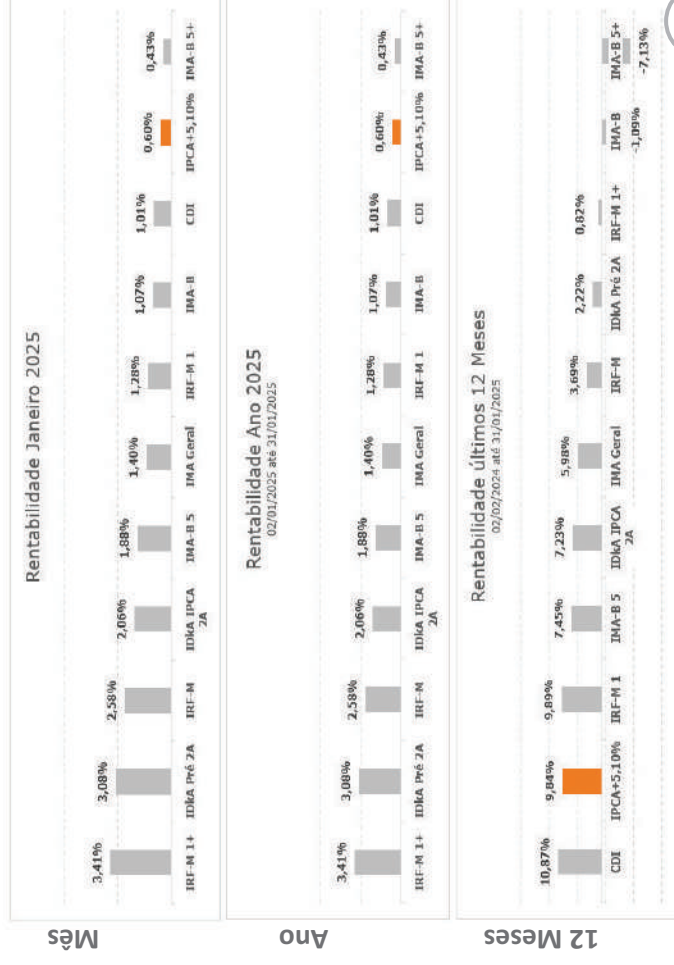 Mês
Rentabilidade Janeiro 2025
3,41% 3,08% 2,58% 2,06% 1,88% 1,40% 1,28% 1,07% 1,01% 0,60% 0,43%
IRF-M 1+ IDkA Pré 2A IRF-M IDkA IPCA 2A IMA-B 5 IMA Geral IRF-M 1 IMA-B CDI IPCA+5,10% IMA-B 5+
Ano
Rentabilidade Ano 2025
02/01/2025 até 31/01/2025
3,41% 3,08% 2,58% 2,06% 1,88% 1,40% 1,28% 1,07% 1,01% 0,60% 0,43%
IRF-M 1+ IDkA Pré 2A IRF-M IDkA IPCA 2A IMA-B 5 IMA Geral IRF-M 1 IMA-B CDI IPCA+5,10% IMA-B 5+
12 Meses
Rentabilidade últimos 12 Meses
02/02/2024 até 31/01/2025
10,87% 9,84% 9,89% 7,45% 7,23% 5,98% 3,69% 2,22% 0,82%
CDI IPCA+5,10% IRF-M 1 IMA-B 5 IDkA IPCA 2A IMA Geral IRF-M IDkA Pré 2A IRF-M 1+ IMA-B IMA-B 5+
-1,09% -7,13%